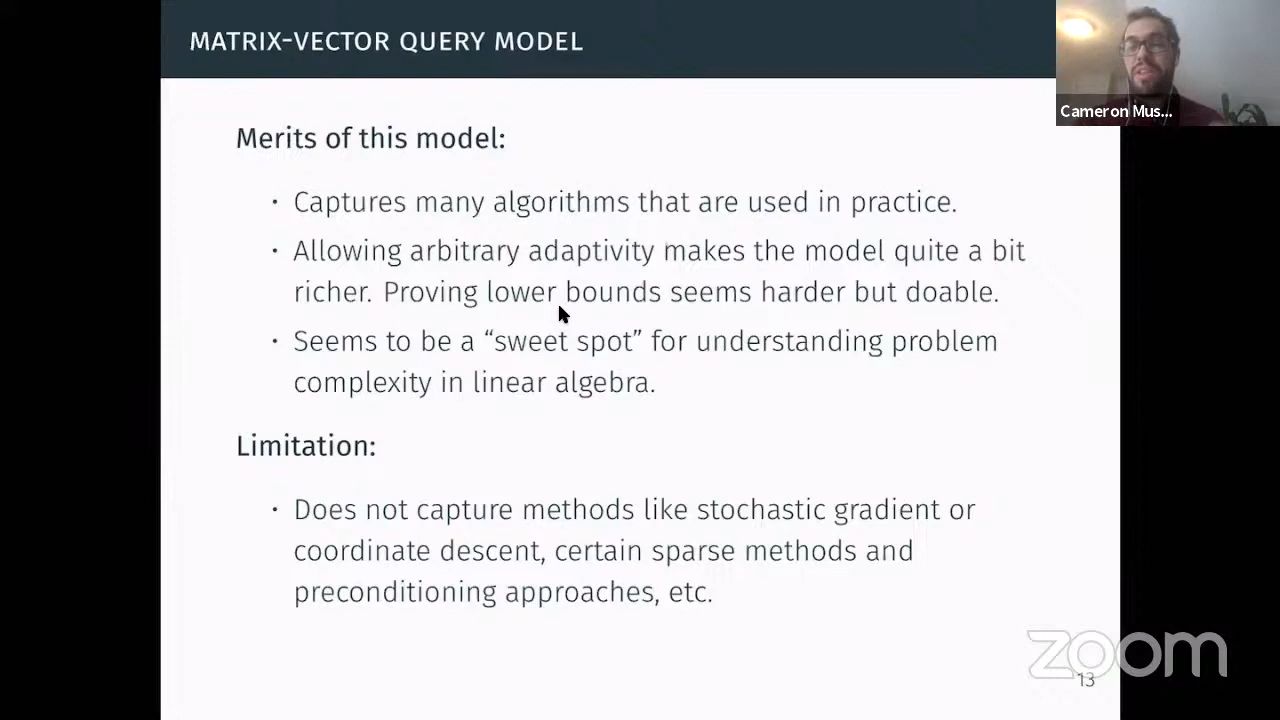 MATRIX-VECTOR QUERY MODEL
Cameron Mus...
Merits of this model:
• Captures many algorithms that are used in practice.
• Allowing arbitrary adaptivity makes the model quite a bit
richer. Proving lower bounds seems harder but doable.
• Seems to be a “sweet spot” for understanding problem
complexity in linear algebra.
Limitation:
• Does not capture methods like stochastic gradient or
coordinate descent, certain sparse methods and
preconditioning approaches, etc.
zoom
13